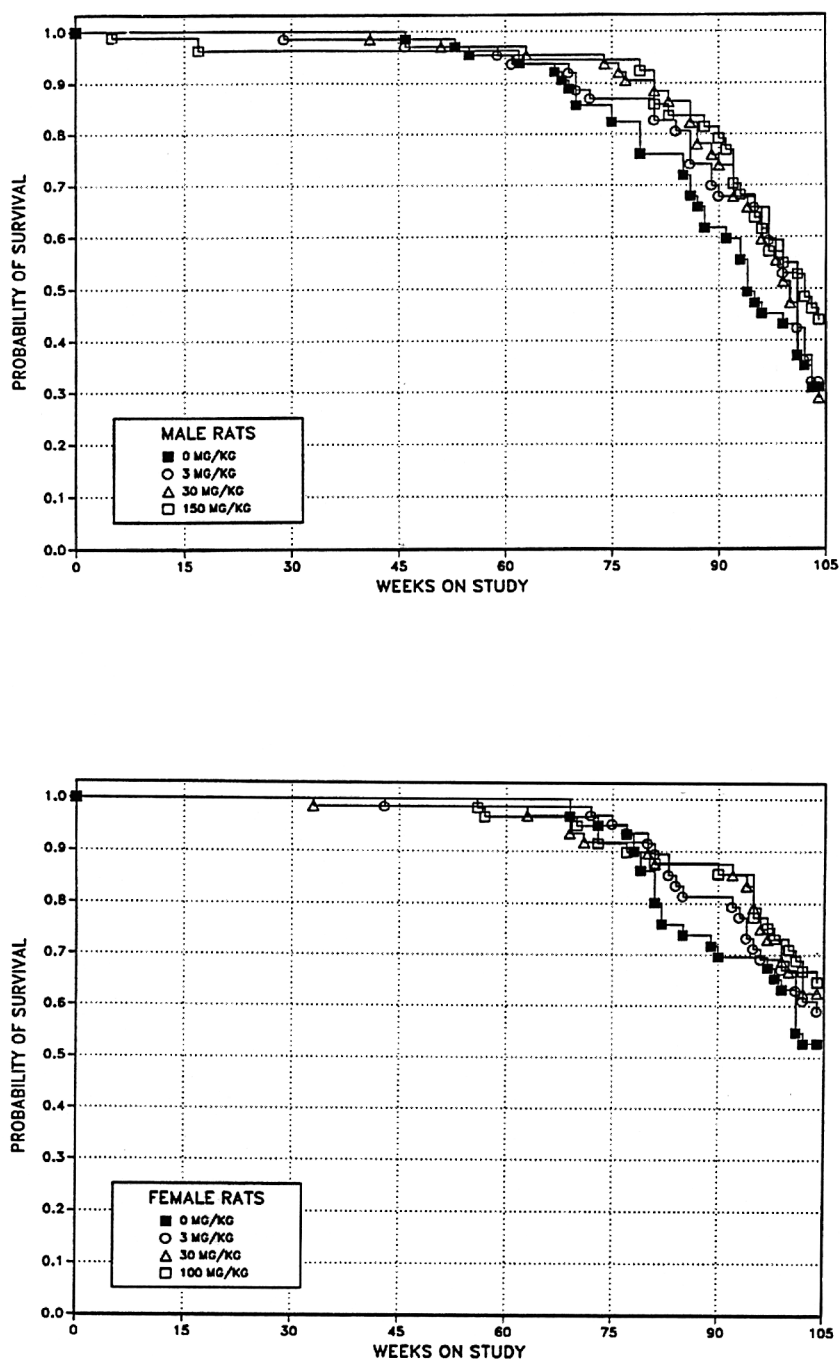 1.0
0.9
0.8
0.7
0.6
0.5
0.4
0.3
0.2
0.1
0.0
PROBABILITY OF SURVIVAL
MALE RATS
0 MG/KG
3 MG/KG
30 MG/KG
150 MG/KG
0 15 30 45 60 75 90 105
WEEKS ON STUDY
1.0
0.9
0.8
0.7
0.6
0.5
0.4
0.3
0.2
0.1
0.0
PROBABILITY OF SURVIVAL
FEMALE RATS
0 MG/KG
3 MG/KG
30 MG/KG
100 MG/KG
0 15 30 45 60 75 90 105
WEEKS ON STUDY